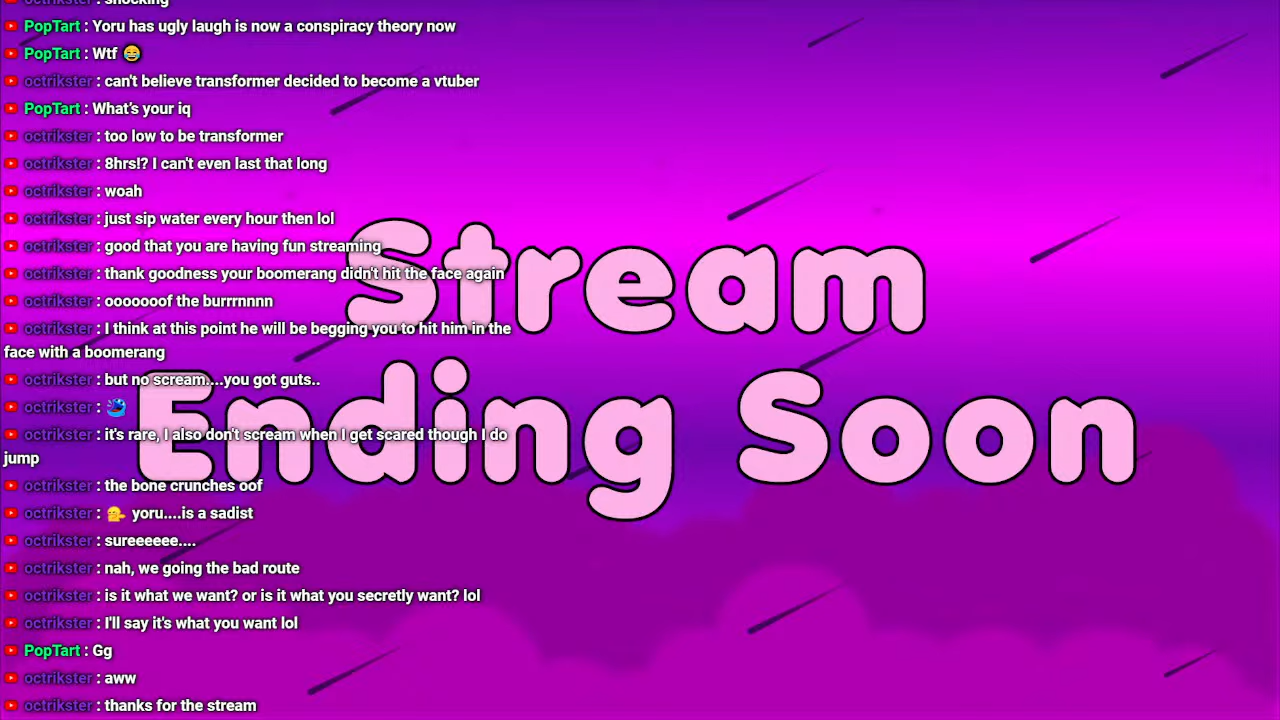 octrikster : shocking
PopTart : Yoru has ugly laugh is now a conspiracy theory now
PopTart : Wtf 😂
octrikster : can't believe transformer decided to become a vtuber
PopTart : What's your iq
octrikster : too low to be transformer
octrikster : 8hrs!? I can't even last that long
octrikster : woah
octrikster : just sip water every hour then lol
octrikster : good that you are having fun streaming
octrikster : thank goodness your boomerang didn't hit the face again
octrikster : ooooooof the burrrnnnn
octrikster : I think at this point he will be begging you to hit him in the
face with a boomerang
octrikster : but no scream....you got guts..
octrikster :
octrikster : it's rare, I also don't scream when I get scared though I do
jump
octrikster : the bone crunches oof
octrikster : yoru....is a sadist
octrikster : sureeeeee....
octrikster : nah, we going the bad route
octrikster : is it what we want? or is it what you secretly want? lol
octrikster : I'll say it's what you want lol
PopTart : Gg
octrikster : aww
octrikster : thanks for the stream
Stream
Ending Soon